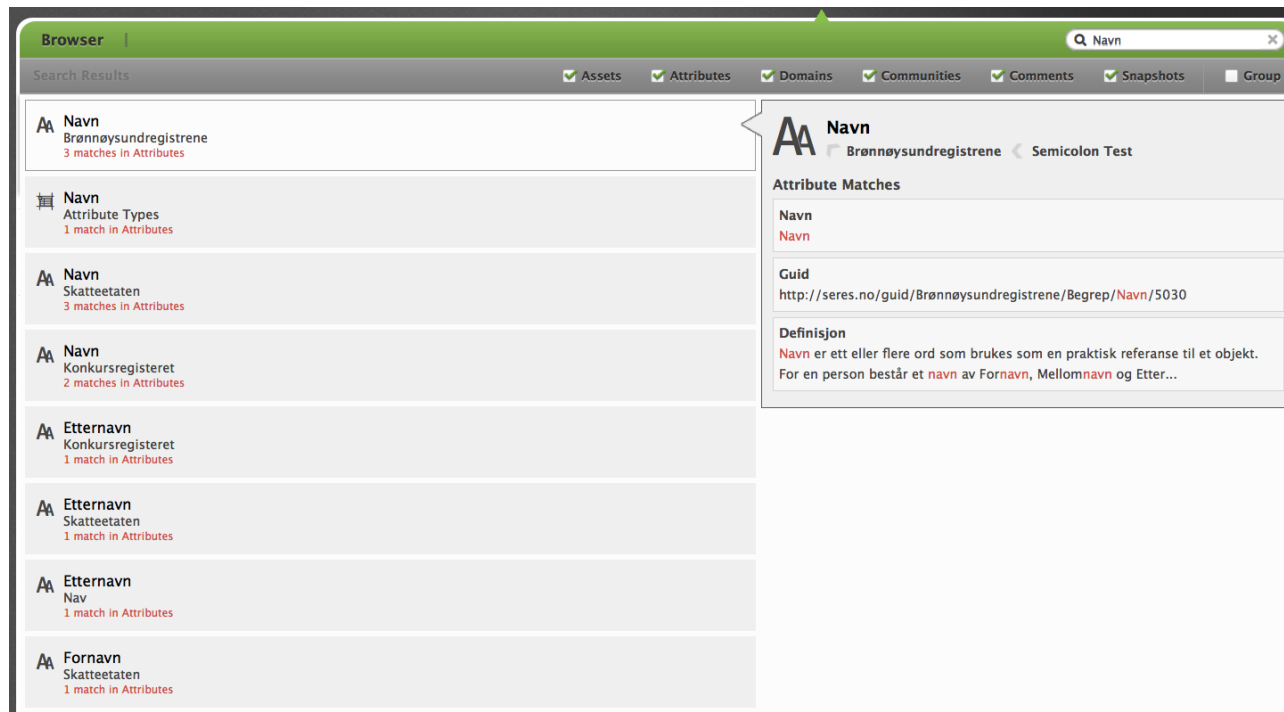 Browser
Navn
Search Results
Assets
Attributes
Domains
Communities
Comments
Snapshots
Group
Navn
Brønnøysundregistrene
3 matches in Attributes
Navn
Attribute Types
1 match in Attributes
Navn
Skatteetaten
3 matches in Attributes
Navn
Konkursregisteret
2 matches in Attributes
Etternavn
Konkursregisteret
1 match in Attributes
Etternavn
Skatteetaten
1 match in Attributes
Etternavn
Nav
1 match in Attributes
Fornavn
Skatteetaten
1 match in Attributes
Navn
Brønnøysundregistrene Semicolon Test
Attribute Matches
Navn
Navn
Guid
http://seres.no/guid/Brønnøysundregistrene/Begrep/Navn/5030
Definisjon
Navn er ett eller flere ord som brukes som en praktisk referanse til et objekt.
For en person består et navn av Fornavn, Mellomnavn og Etter...